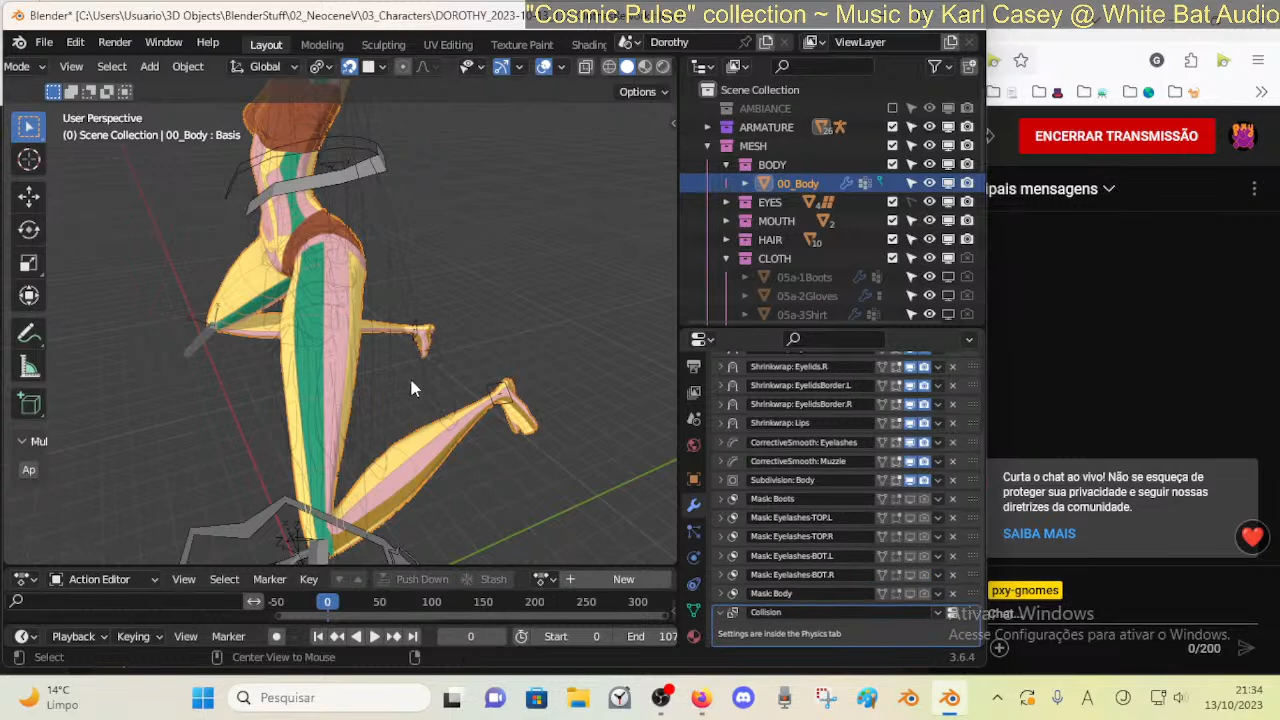 Blender* [C:\Users\Usuario\3D Objects\BlenderStuff\02_NeoceneV\03_Characters\DOROTHY_2023-10-13
"Cosmic Pulse" collection ~ Music by Karl Casey @ White Bat Audio
File Edit Render Window Help Layout Modeling Sculpting UV Editing Texture Paint Shading Dorothy ViewLayer
Mode View Select Add Object Global
Options
User Perspective
(0) Scene Collection | 00_Body : Basis
Mul
Ap
Scene Collection
AMBIANCE
ARMATURE 26
MESH
BODY
00_Body
EYES 4
MOUTH 2
HAIR 10
CLOTH
05a-1Boots
05a-2Gloves
05a-3Shirt
Shrinkwrap: Eyelids.R
Shrinkwrap: EyelidsBorder.L
Shrinkwrap: EyelidsBorder.R
Shrinkwrap: Lips
CorrectiveSmooth: Eyelashes
CorrectiveSmooth: Muzzle
Subdivision: Body
Mask: Boots
Mask: Eyelashes-TOP.L
Mask: Eyelashes-TOP.R
Mask: Eyelashes-BOT.L
Mask: Eyelashes-BOT.R
Mask: Body
Collision
Settings are inside the Physics tab
Editor View Select Marker Key Push Down Stash New
-50 0 50 100 150 200 250 300
Playback Keying View Marker 0 Start 0 End 107
Select Center View to Mouse 3.6.4
G
ENCERRAR TRANSMISSÃO
ipais mensagens
Curta o chat ao vivo! Não se esqueça de
proteger sua privacidade e seguir nossas
diretrizes da comunidade.
SAIBA MAIS
pxy-gnomes
Chat...
Ativar o Windows
Acesse Configurações para ativar o Windows.
0/200
14°C
Limpo
Pesquisar
21:34
13/10/2023